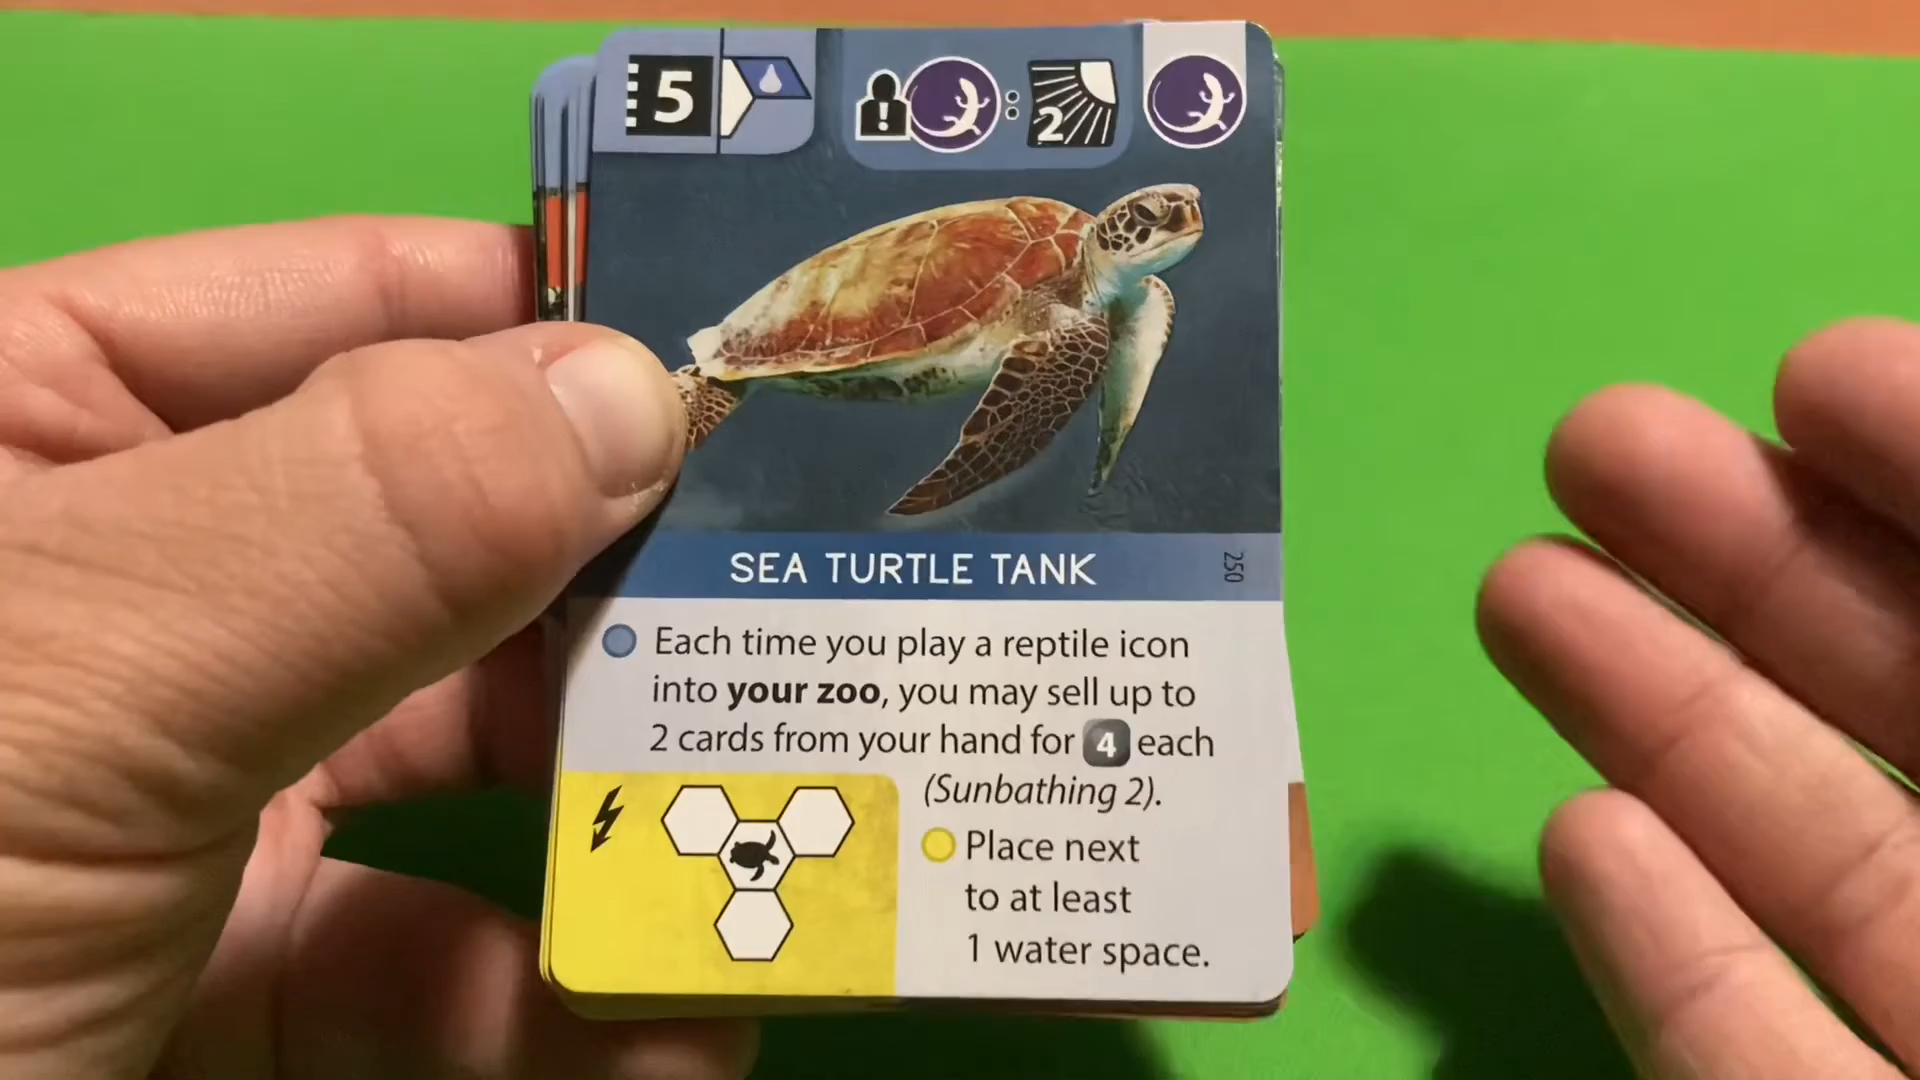 5
! : 2
SEA TURTLE TANK
250
Each time you play a reptile icon
into your zoo, you may sell up to
2 cards from your hand for 4 each
(Sunbathing 2).
Place next
to at least
1 water space.